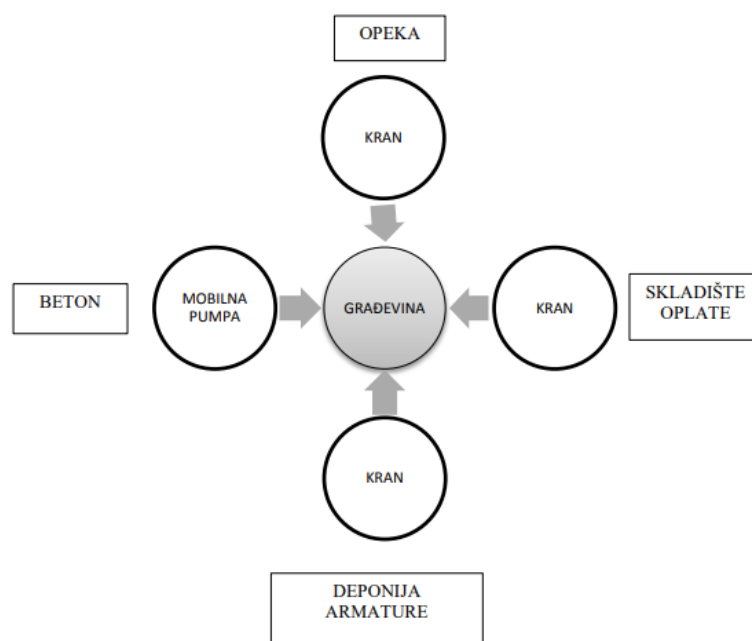 OPEKA
KRAN
BETON
MOBILNA
PUMPA
GRAĐEVINA
KRAN
SKLADIŠTE
OPLATE
KRAN
DEPONIJA
ARMATURE